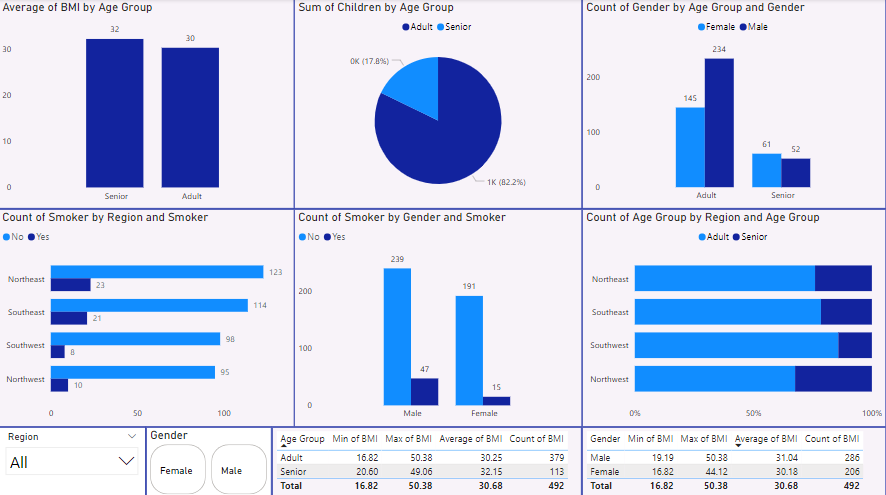 Average of BMI by Age Group
32
30
30
20
10
0
Senior Adult
Sum of Children by Age Group
Adult Senior
0K (17.8%)
1K (82.2%)
Count of Gender by Age Group and Gender
Female Male
234
200
145
100
61
52
0
Adult Senior
Count of Smoker by Region and Smoker
No Yes
Northeast 123
23
Southeast 114
21
Southwest 98
8
Northwest 95
10
0 50 100
Count of Smoker by Gender and Smoker
No Yes
239
200
191
100
47
15
0
Male Female
Count of Age Group by Region and Age Group
Adult Senior
Northeast
Southeast
Southwest
Northwest
0% 50% 100%
Region
All
Gender
Female Male
Age Group Min of BMI Max of BMI Average of BMI Count of BMI
Adult 16.82 50.38 30.25 379
Senior 20.60 49.06 32.15 113
Total 16.82 50.38 30.68 492
Gender Min of BMI Max of BMI Average of BMI Count of BMI
Male 19.19 50.38 31.04 286
Female 16.82 44.12 30.18 206
Total 16.82 50.38 30.68 492